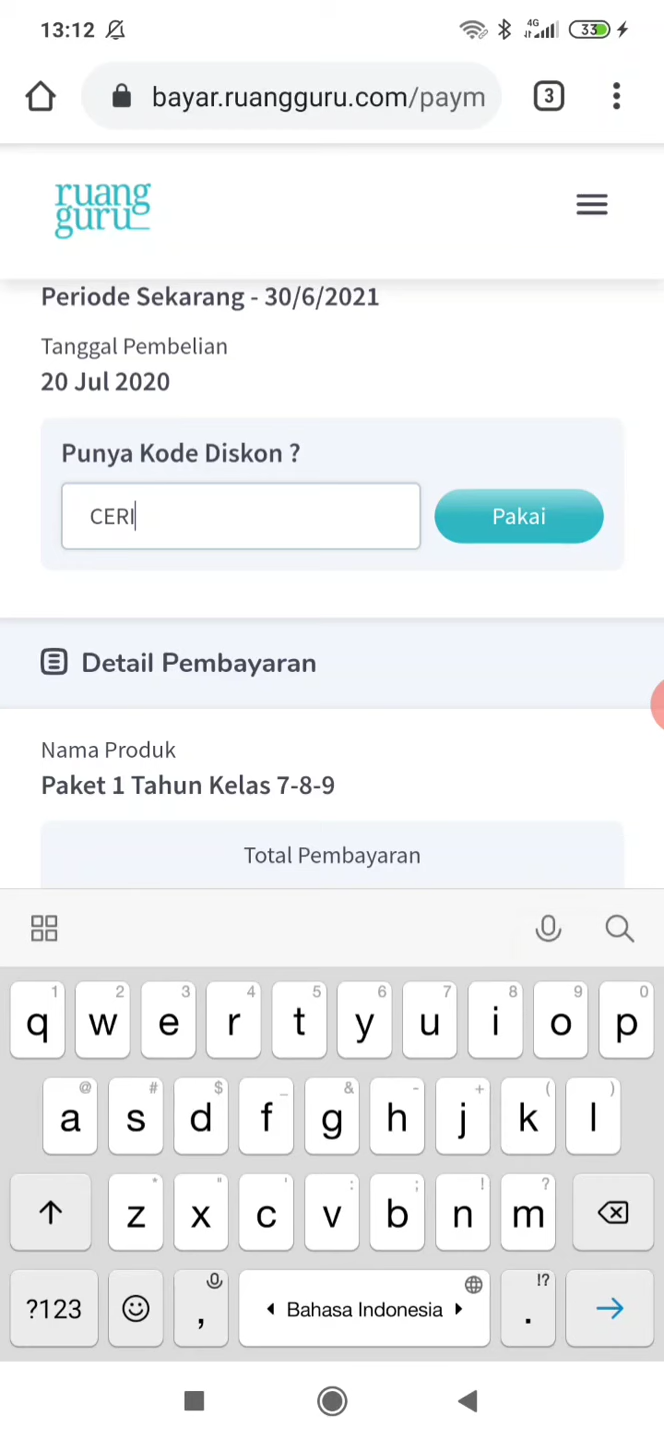 13:12 4G 33
bayar.ruangguru.com/paym 3
ruang
guru
Periode Sekarang - 30/6/2021
Tanggal Pembelian
20 Jul 2020
Punya Kode Diskon ?
CERI Pakai
Detail Pembayaran
Nama Produk
Paket 1 Tahun Kelas 7-8-9
Total Pembayaran
1 2 3 4 5 6 7 8 9 0
q w e r t y u i o p
@ # $ _ & - + ( )
a s d f g h j k l
* " ' : ; ! ?
z x c v b n m
!?
?123 , Bahasa Indonesia .